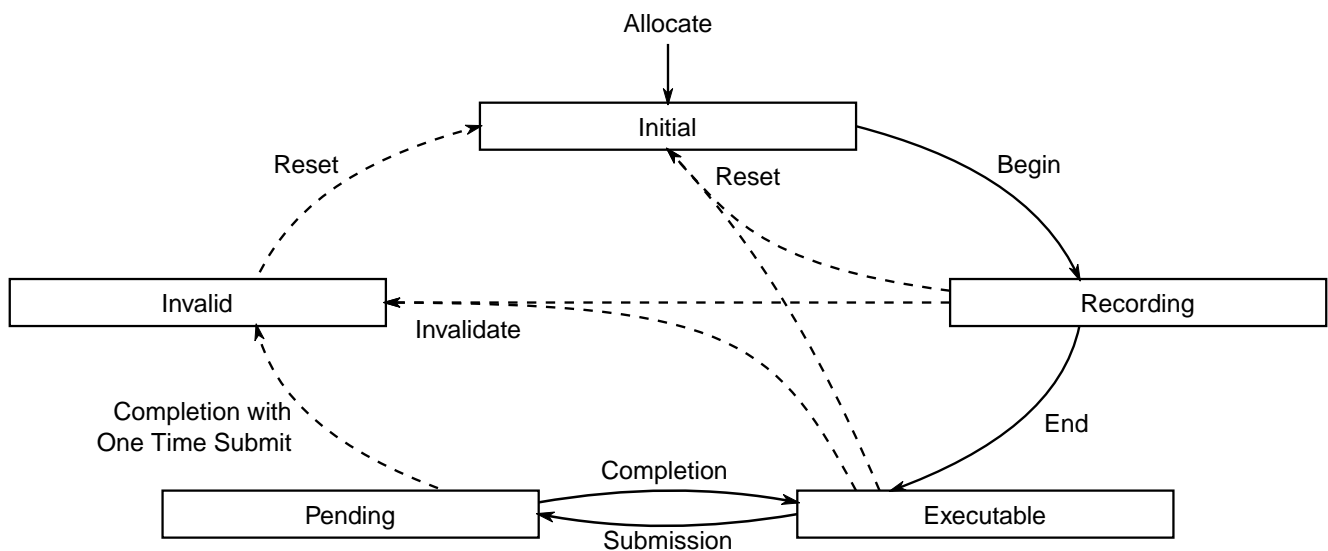 Allocate
Initial
Reset
Reset
Begin
Invalid
Recording
Invalidate
Completion with
One Time Submit
End
Completion
Pending
Executable
Submission